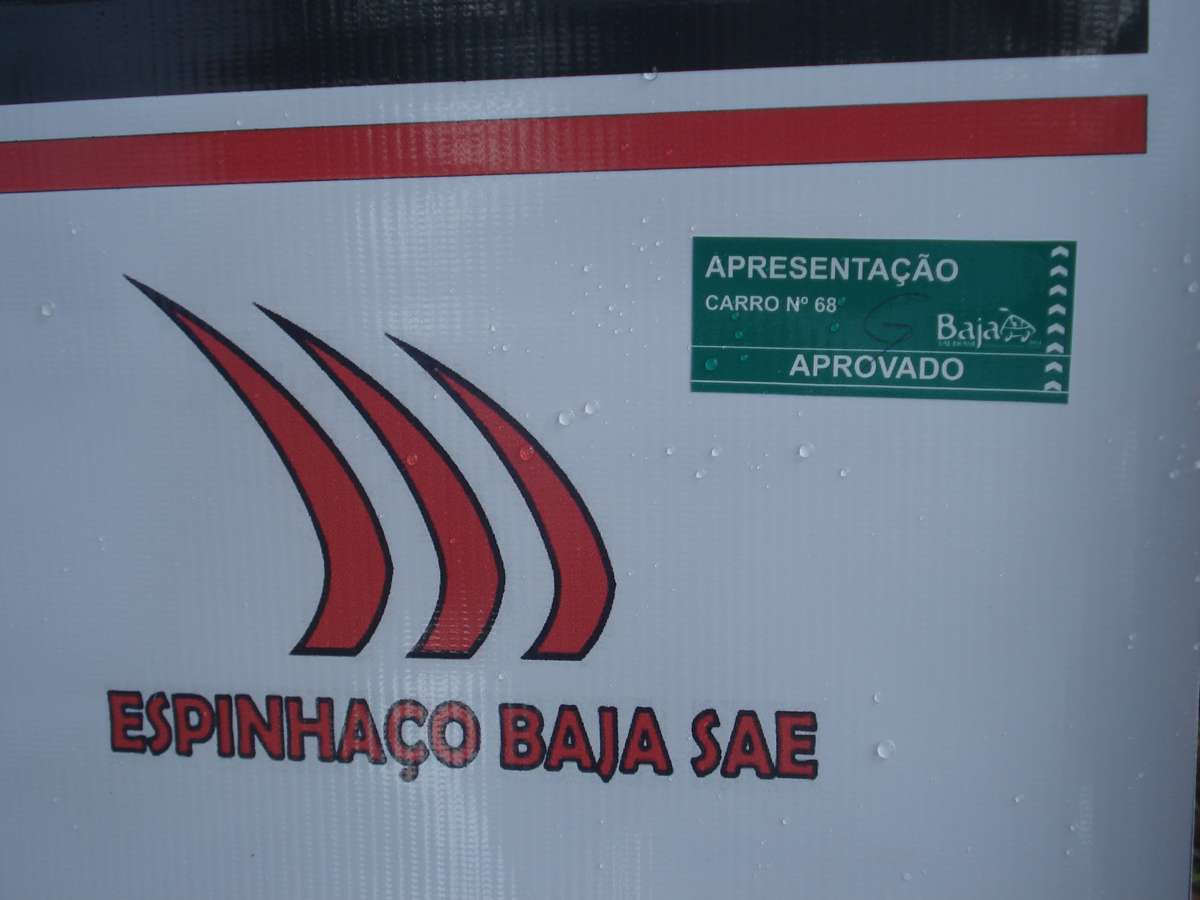 APRESENTAÇÃO
CARRO Nº 68
G
Baja
APROVADO
ESPINHAÇO BAJA SAE